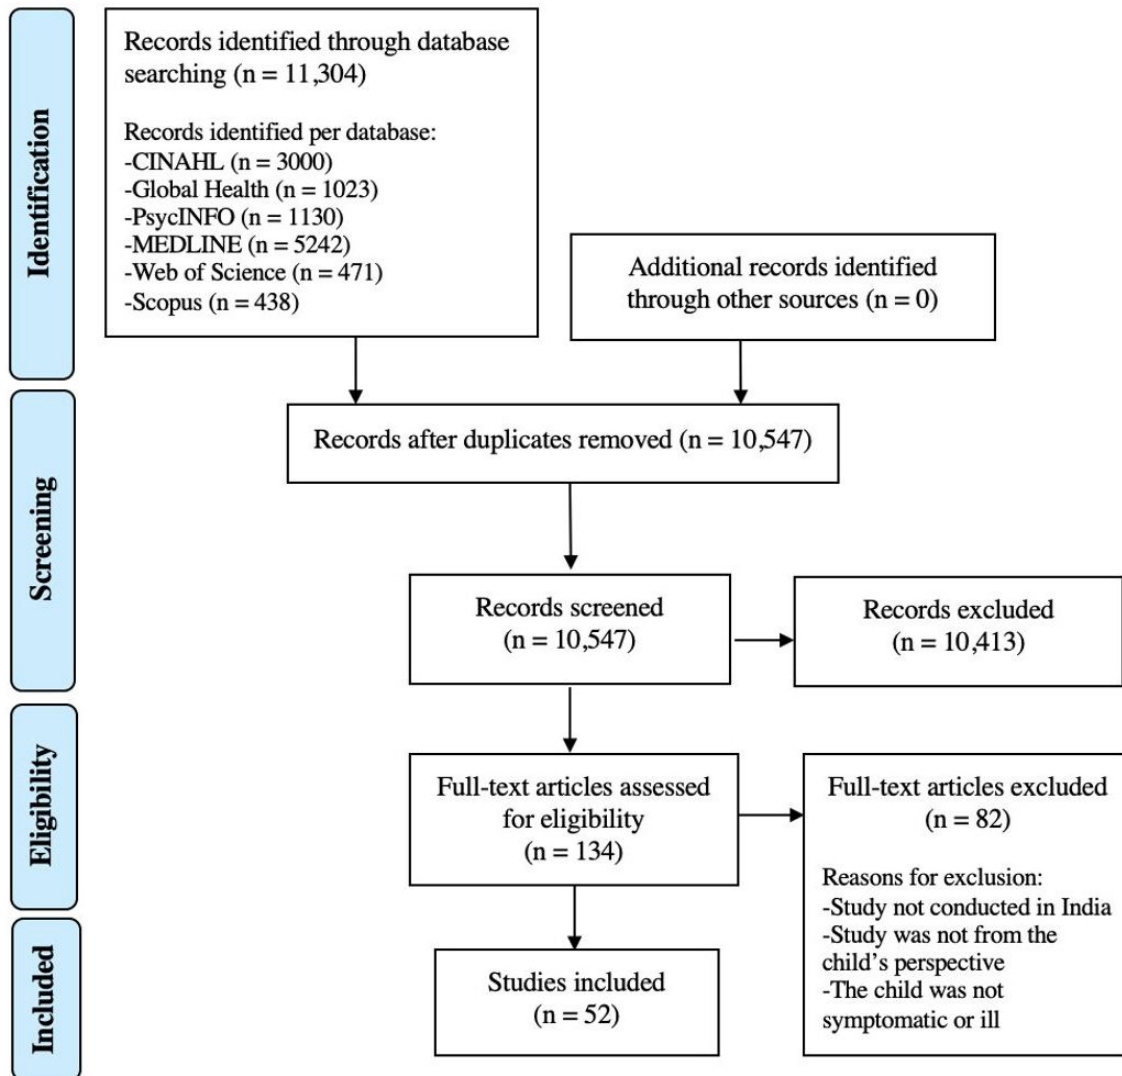 Identification
Records identified through database
searching (n = 11,304)
Records identified per database:
-CINAHL (n = 3000)
-Global Health (n = 1023)
-PsycINFO (n = 1130)
-MEDLINE (n = 5242)
-Web of Science (n = 471)
-Scopus (n = 438)
Additional records identified
through other sources (n = 0)
Screening
Records after duplicates removed (n = 10,547)
Records screened
(n = 10,547)
Records excluded
(n = 10,413)
Eligibility
Full-text articles assessed
for eligibility
(n = 134)
Full-text articles excluded
(n = 82)
Reasons for exclusion:
-Study not conducted in India
-Study was not from the
child’s perspective
-The child was not
symptomatic or ill
Included
Studies included
(n = 52)